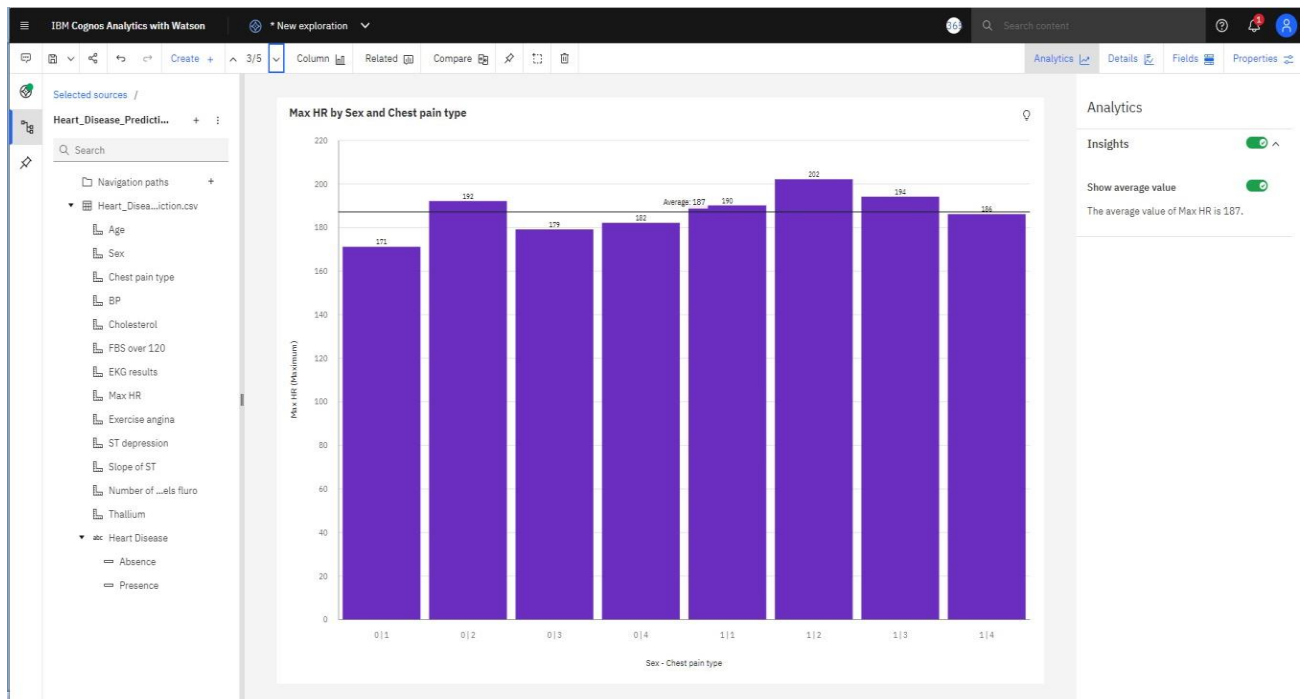 IBM Cognos Analytics with Watson
* New exploration
Search content
Create +
3/5
Column
Related
Compare
Analytics
Details
Fields
Properties
Selected sources /
Heart_Disease_Predicti...
Search
Navigation paths
Heart_Disea...iction.csv
Age
Sex
Chest pain type
BP
Cholesterol
FBS over 120
EKG results
Max HR
Exercise angina
ST depression
Slope of ST
Number of ...els fluro
Thallium
abc Heart Disease
Absence
Presence
Max HR by Sex and Chest pain type
Max HR (Maximum)
220
200
180
160
140
120
100
80
60
40
20
0
171
192
179
182
Average: 187
190
202
194
186
0|1
0|2
0|3
0|4
1|1
1|2
1|3
1|4
Sex - Chest pain type
Analytics
Insights
Show average value
The average value of Max HR is 187.